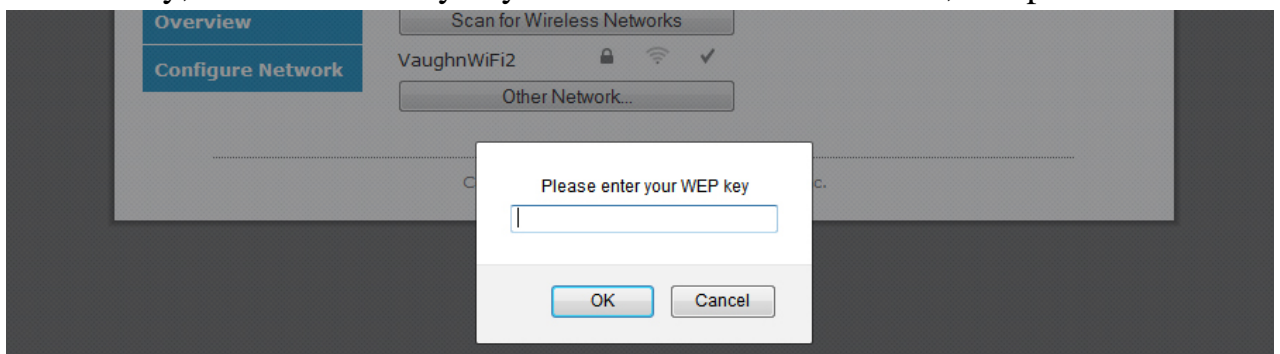 Overview
Scan for Wireless Networks
Configure Network
VaughnWiFi2
Other Network...
C
c.
Please enter your WEP key
OK
Cancel